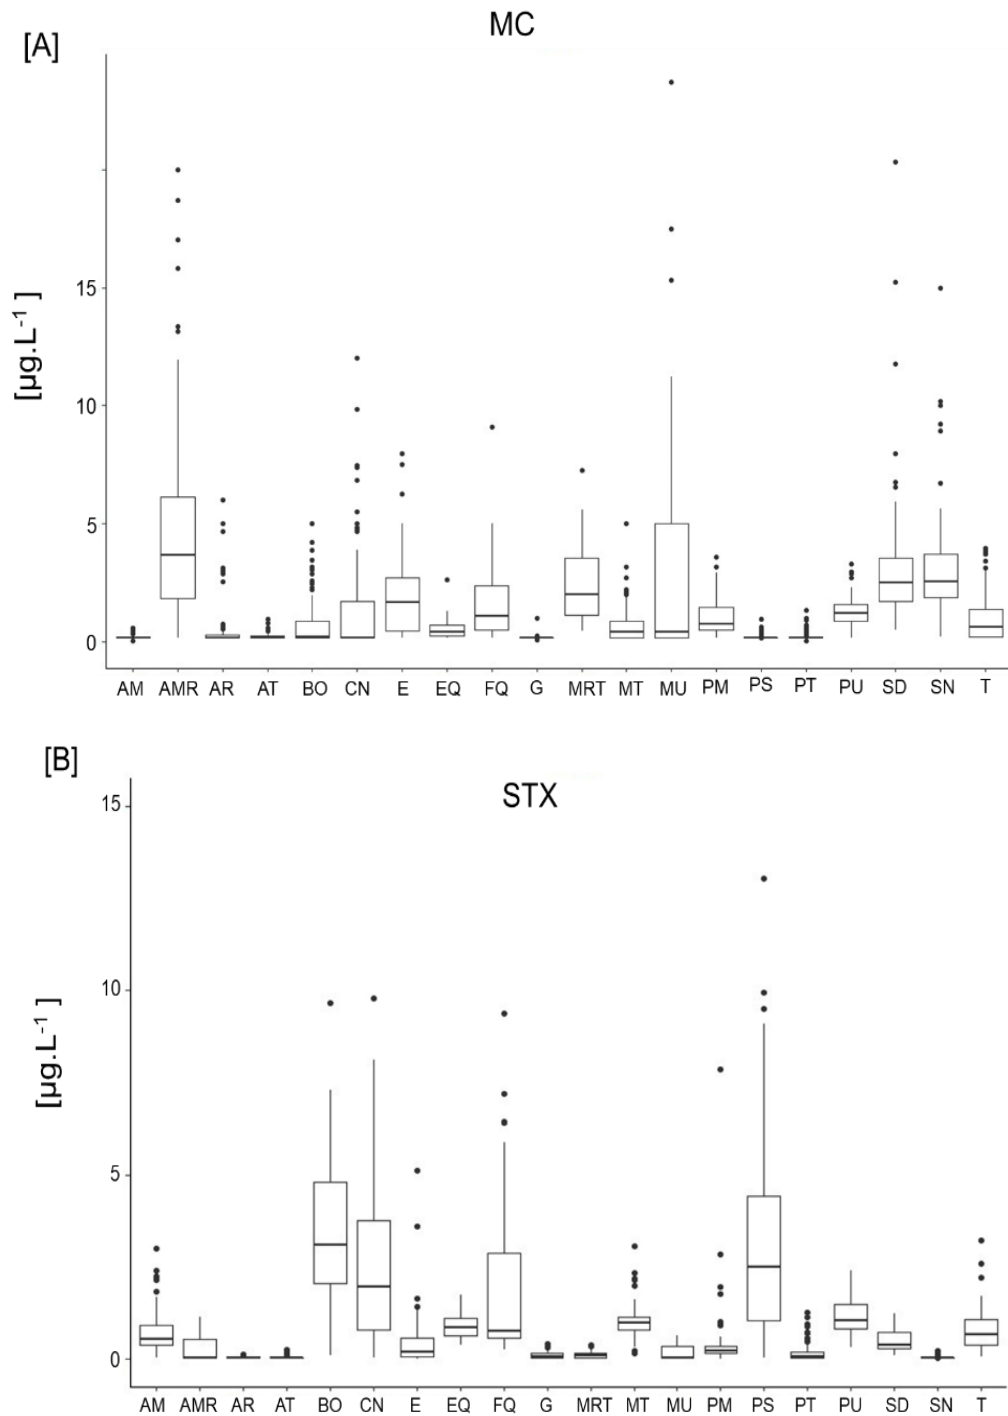 MC
[A]
15
10
5
0
[µg.L⁻¹ ]
AM AMR AR AT BO CN E EQ FQ G MRT MT MU PM PS PT PU SD SN T
[B]
STX
15
10
5
0
[µg.L⁻¹ ]
AM AMR AR AT BO CN E EQ FQ G MRT MT MU PM PS PT PU SD SN T